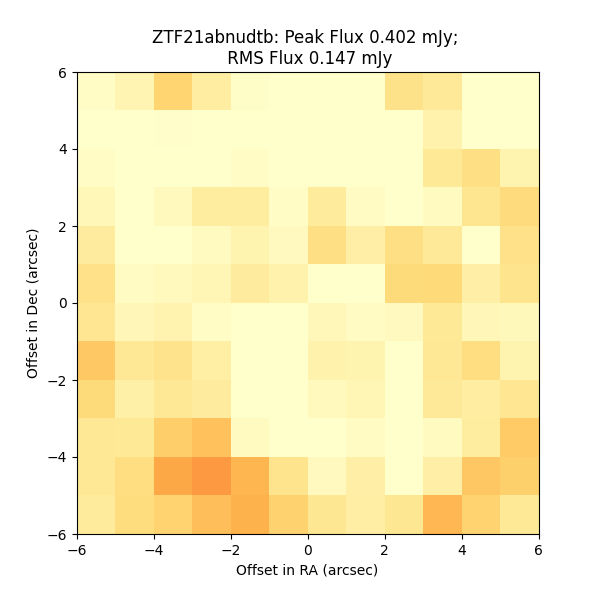 ZTF21abnudtb: Peak Flux 0.402 mJy;
RMS Flux 0.147 mJy
6
4
2
0
−2
−4
−6
Offset in Dec (arcsec)
−6 −4 −2 0 2 4 6
Offset in RA (arcsec)